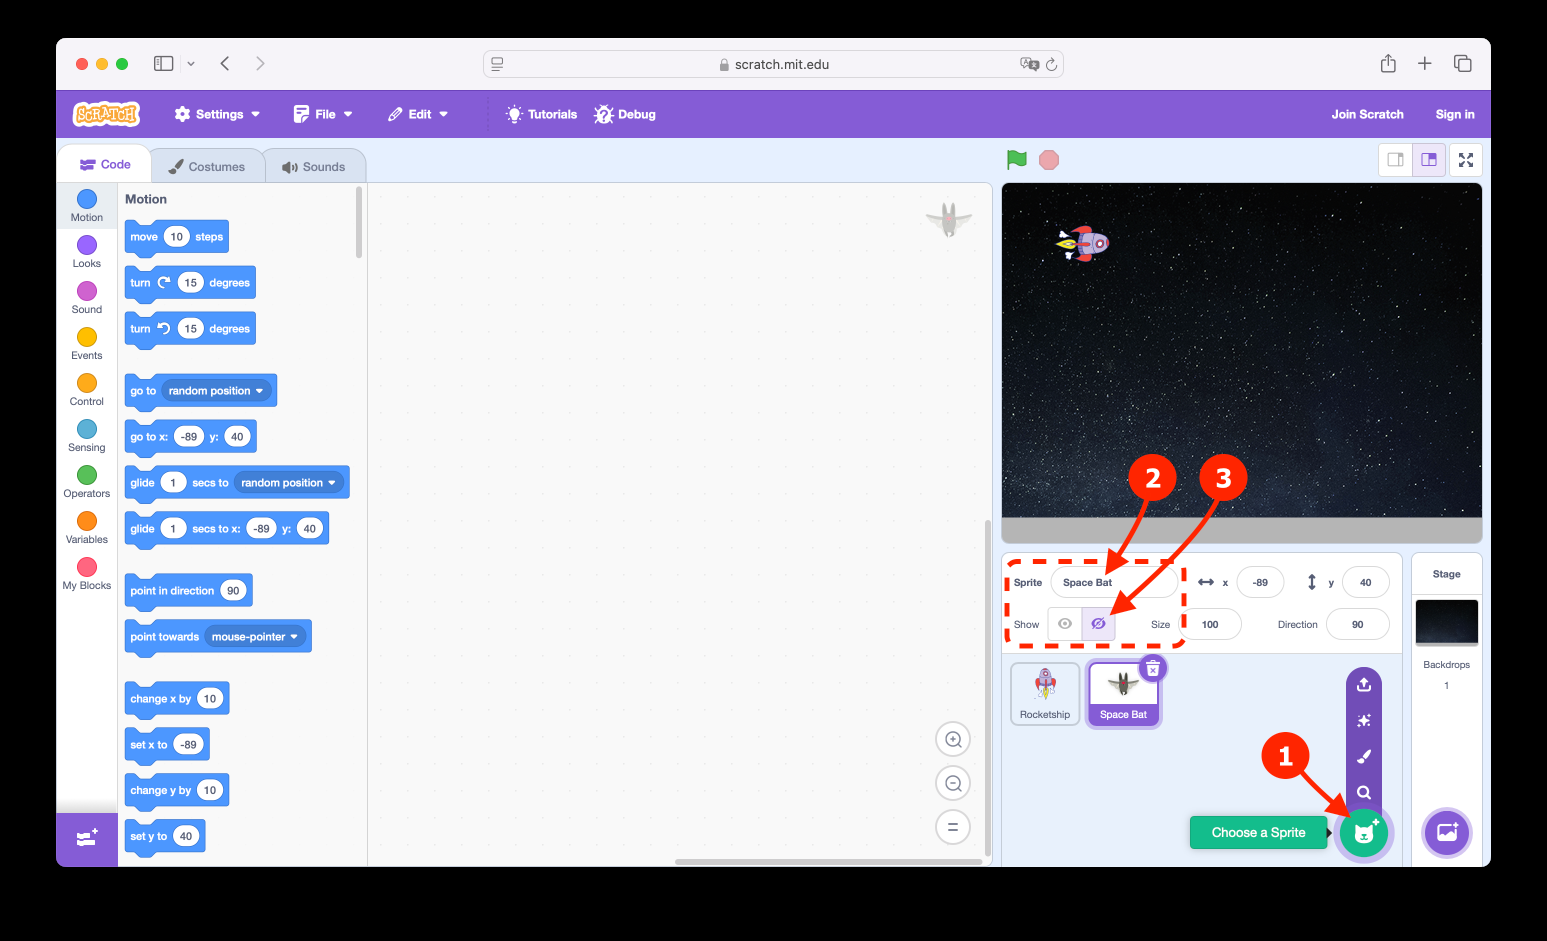 scratch.mit.edu
SCRATCH
Settings
File
Edit
Tutorials
Debug
Join Scratch
Sign in
Code
Costumes
Sounds
Motion
Looks
Sound
Events
Control
Sensing
Operators
Variables
My Blocks
Motion
move 10 steps
turn 15 degrees
turn 15 degrees
go to random position
go to x: -89 y: 40
glide 1 secs to random position
glide 1 secs to x: -89 y: 40
point in direction 90
point towards mouse-pointer
change x by 10
set x to -89
change y by 10
set y to 40
2
3
Sprite Space Bat x -89 y 40
Show Size 100 Direction 90
Rocketship
Space Bat
1
Choose a Sprite
Stage
Backdrops
1